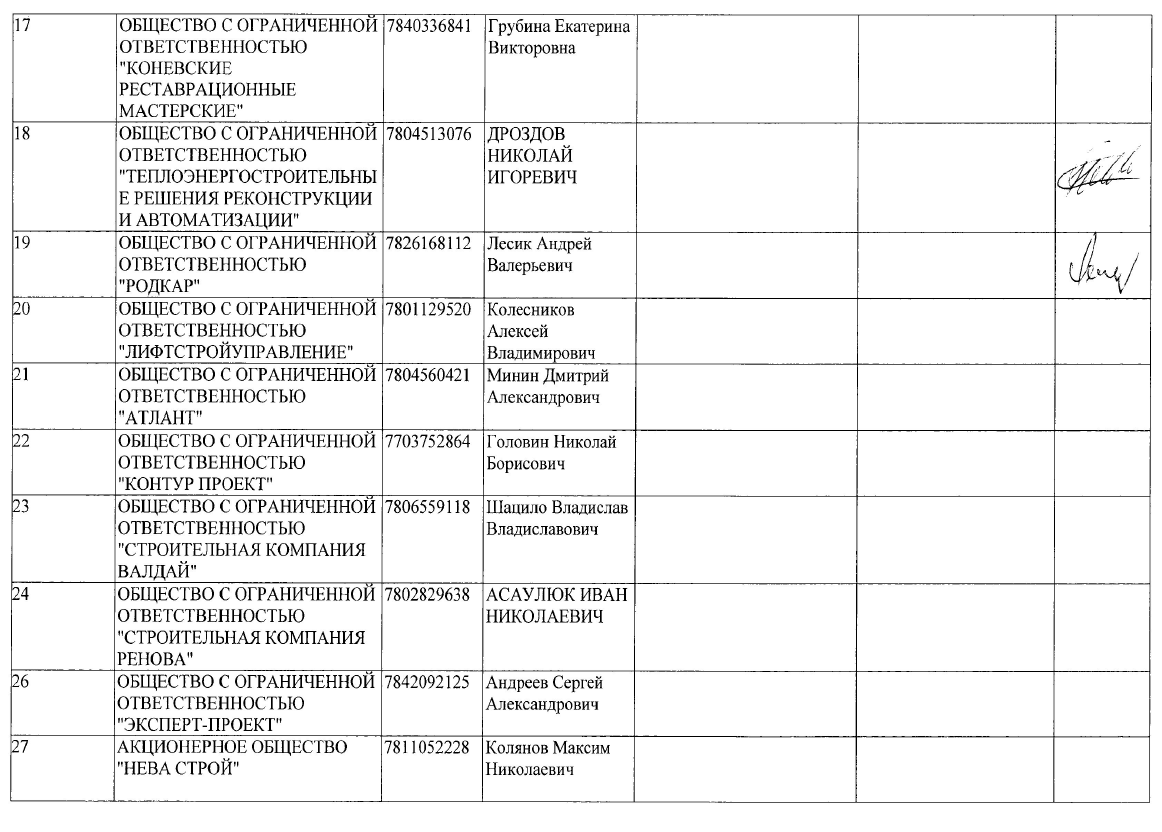 17 ОБЩЕСТВО С ОГРАНИЧЕННОЙ 7840336841 Грубина Екатерина
ОТВЕТСТВЕННОСТЬЮ Викторовна
"КОНЕВСКИЕ
РЕСТАВРАЦИОННЫЕ
МАСТЕРСКИЕ"
18 ОБЩЕСТВО С ОГРАНИЧЕННОЙ 7804513076 ДРОЗДОВ
ОТВЕТСТВЕННОСТЬЮ НИКОЛАЙ
"ТЕПЛОЭНЕРГОСТРОИТЕЛЬНЫ ИГОРЕВИЧ
Е РЕШЕНИЯ РЕКОНСТРУКЦИИ
И АВТОМАТИЗАЦИИ"
19 ОБЩЕСТВО С ОГРАНИЧЕННОЙ 7826168112 Лесик Андрей
ОТВЕТСТВЕННОСТЬЮ Валерьевич
"РОДКАР"
20 ОБЩЕСТВО С ОГРАНИЧЕННОЙ 7801129520 Колесников
ОТВЕТСТВЕННОСТЬЮ Алексей
"ЛИФТСТРОЙУПРАВЛЕНИЕ" Владимирович
21 ОБЩЕСТВО С ОГРАНИЧЕННОЙ 7804560421 Минин Дмитрий
ОТВЕТСТВЕННОСТЬЮ Александрович
"АТЛАНТ"
22 ОБЩЕСТВО С ОГРАНИЧЕННОЙ 7703752864 Головин Николай
ОТВЕТСТВЕННОСТЬЮ Борисович
"КОНТУР ПРОЕКТ"
23 ОБЩЕСТВО С ОГРАНИЧЕННОЙ 7806559118 Шацило Владислав
ОТВЕТСТВЕННОСТЬЮ Владиславович
"СТРОИТЕЛЬНАЯ КОМПАНИЯ
ВАЛДАЙ"
24 ОБЩЕСТВО С ОГРАНИЧЕННОЙ 7802829638 АСАУЛЮК ИВАН
ОТВЕТСТВЕННОСТЬЮ НИКОЛАЕВИЧ
"СТРОИТЕЛЬНАЯ КОМПАНИЯ
РЕНОВА"
26 ОБЩЕСТВО С ОГРАНИЧЕННОЙ 7842092125 Андреев Сергей
ОТВЕТСТВЕННОСТЬЮ Александрович
"ЭКСПЕРТ-ПРОЕКТ"
27 АКЦИОНЕРНОЕ ОБЩЕСТВО 7811052228 Колянов Максим
"НЕВА СТРОЙ" Николаевич